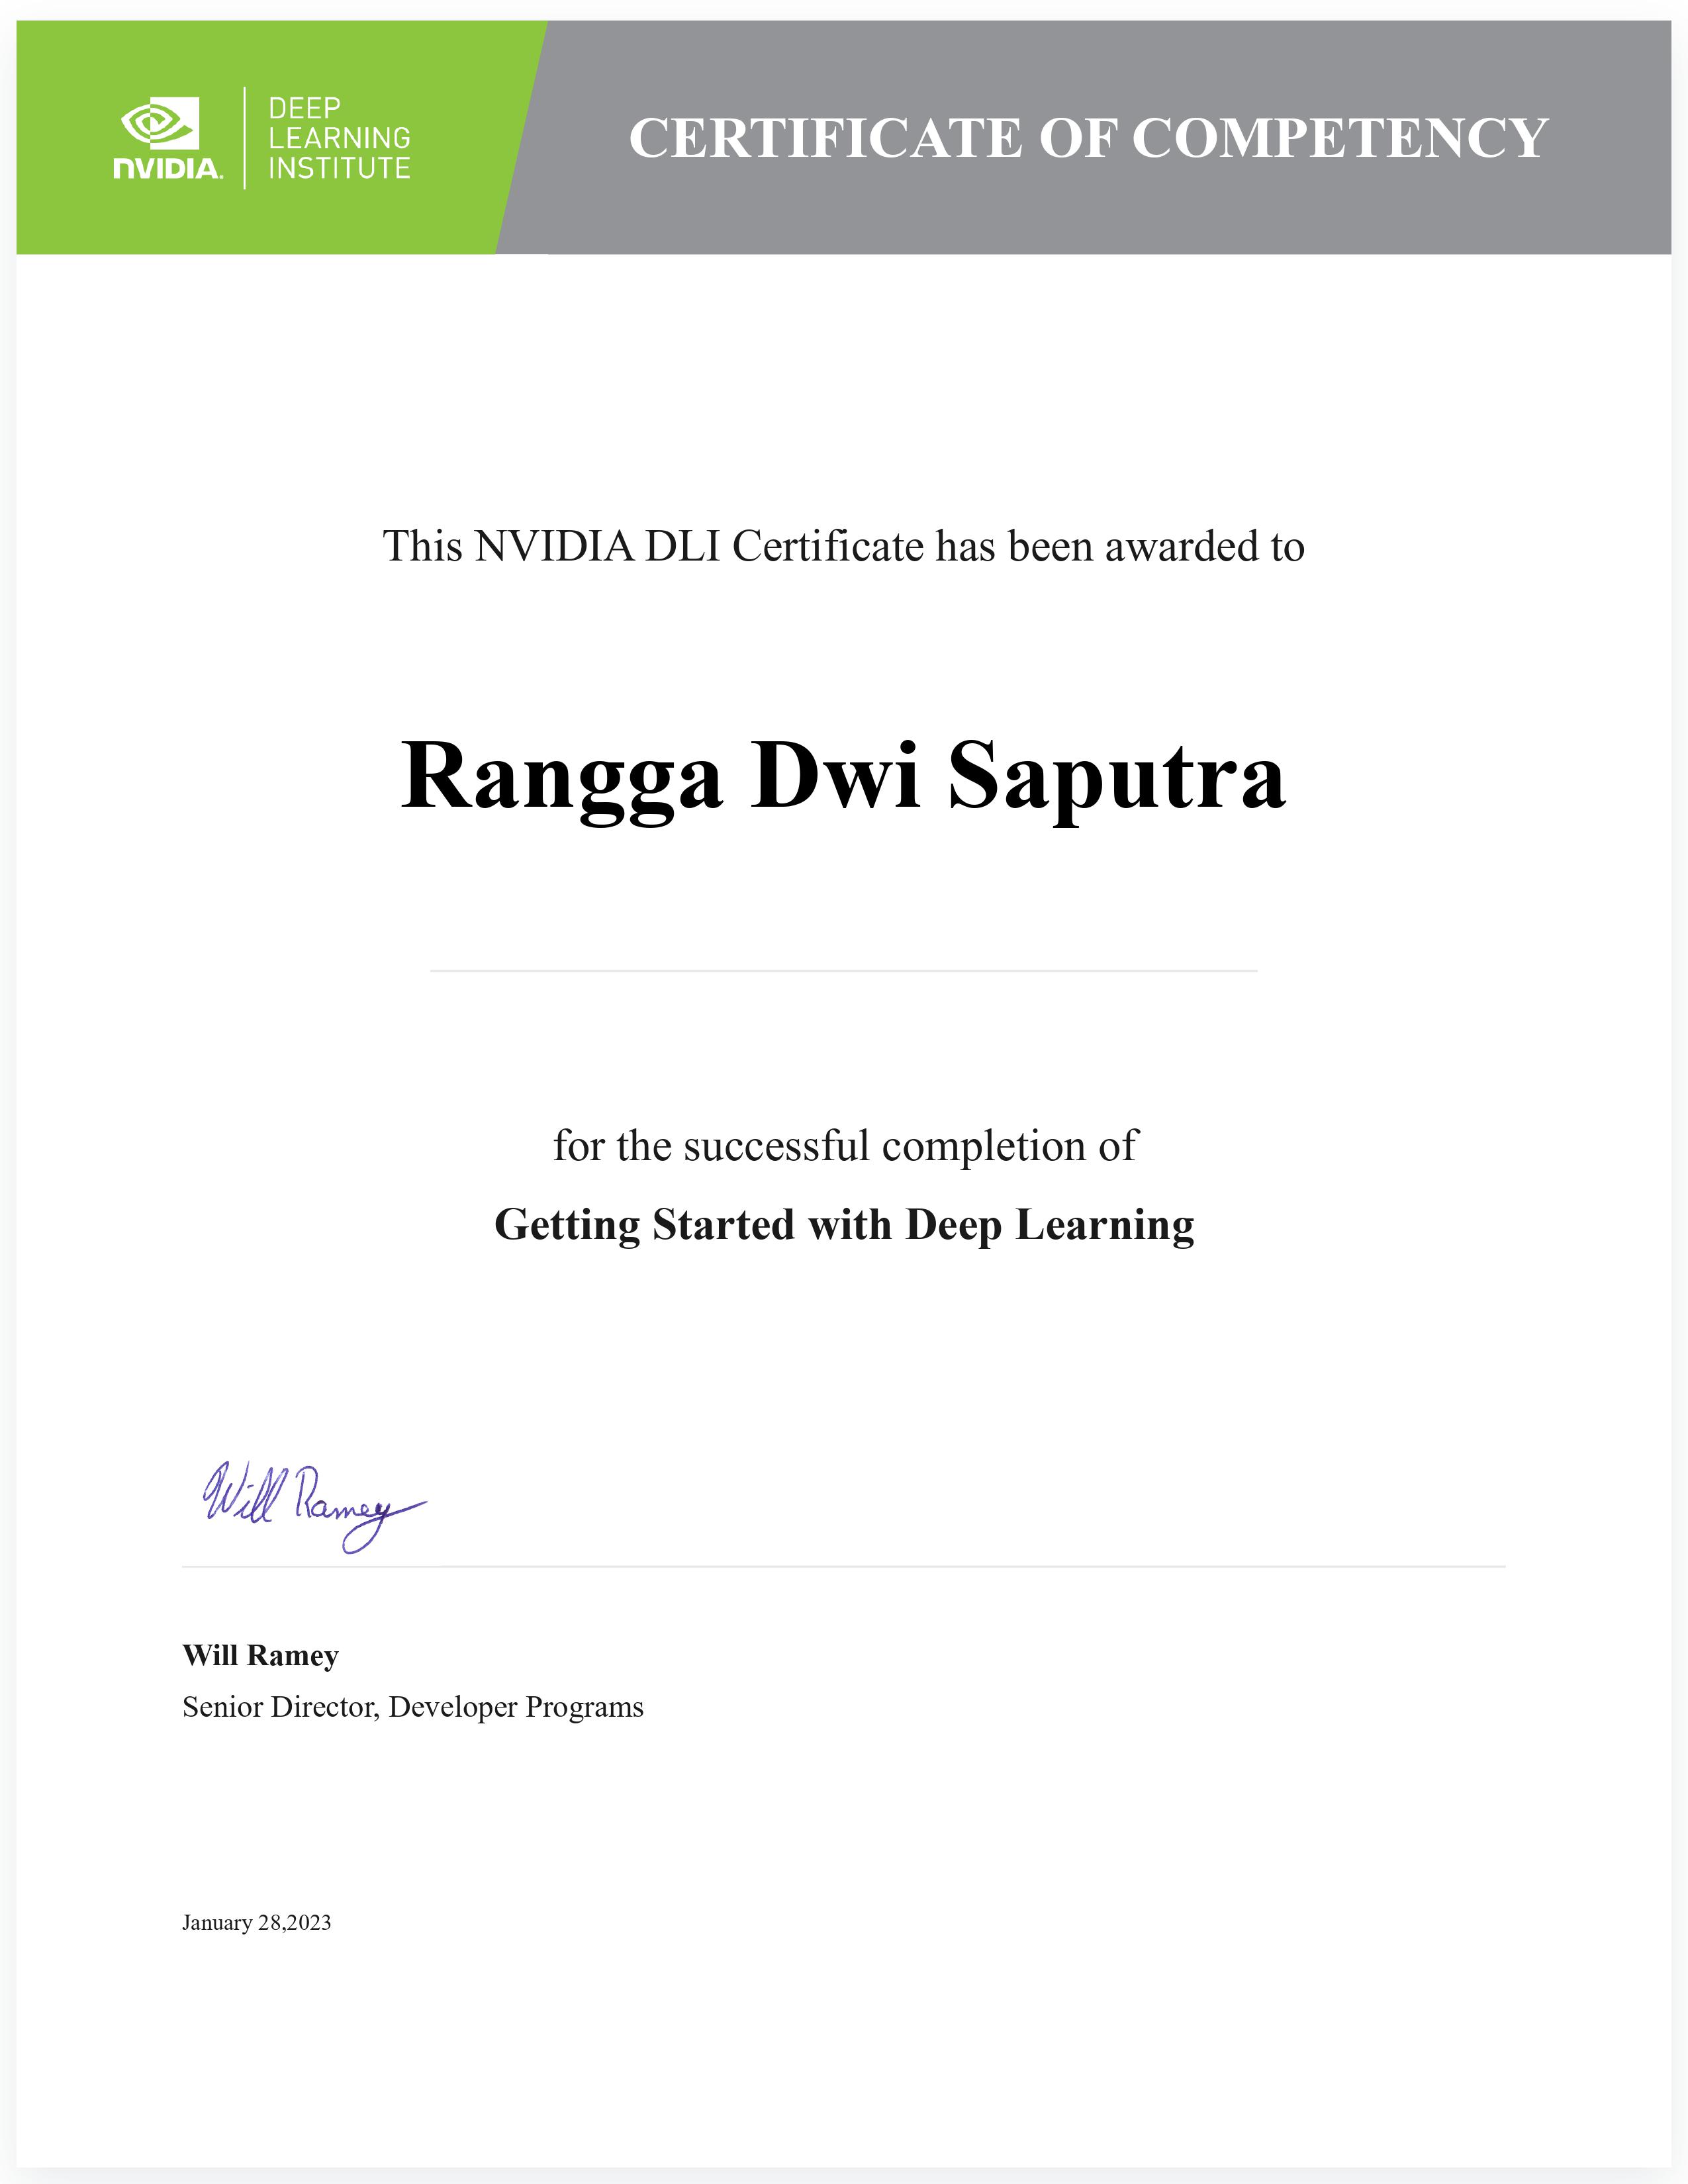 NVIDIA.
DEEP
LEARNING
INSTITUTE
CERTIFICATE OF COMPETENCY
This NVIDIA DLI Certificate has been awarded to
Rangga Dwi Saputra
for the successful completion of
Getting Started with Deep Learning
Will Ramey
Will Ramey
Senior Director, Developer Programs
January 28,2023